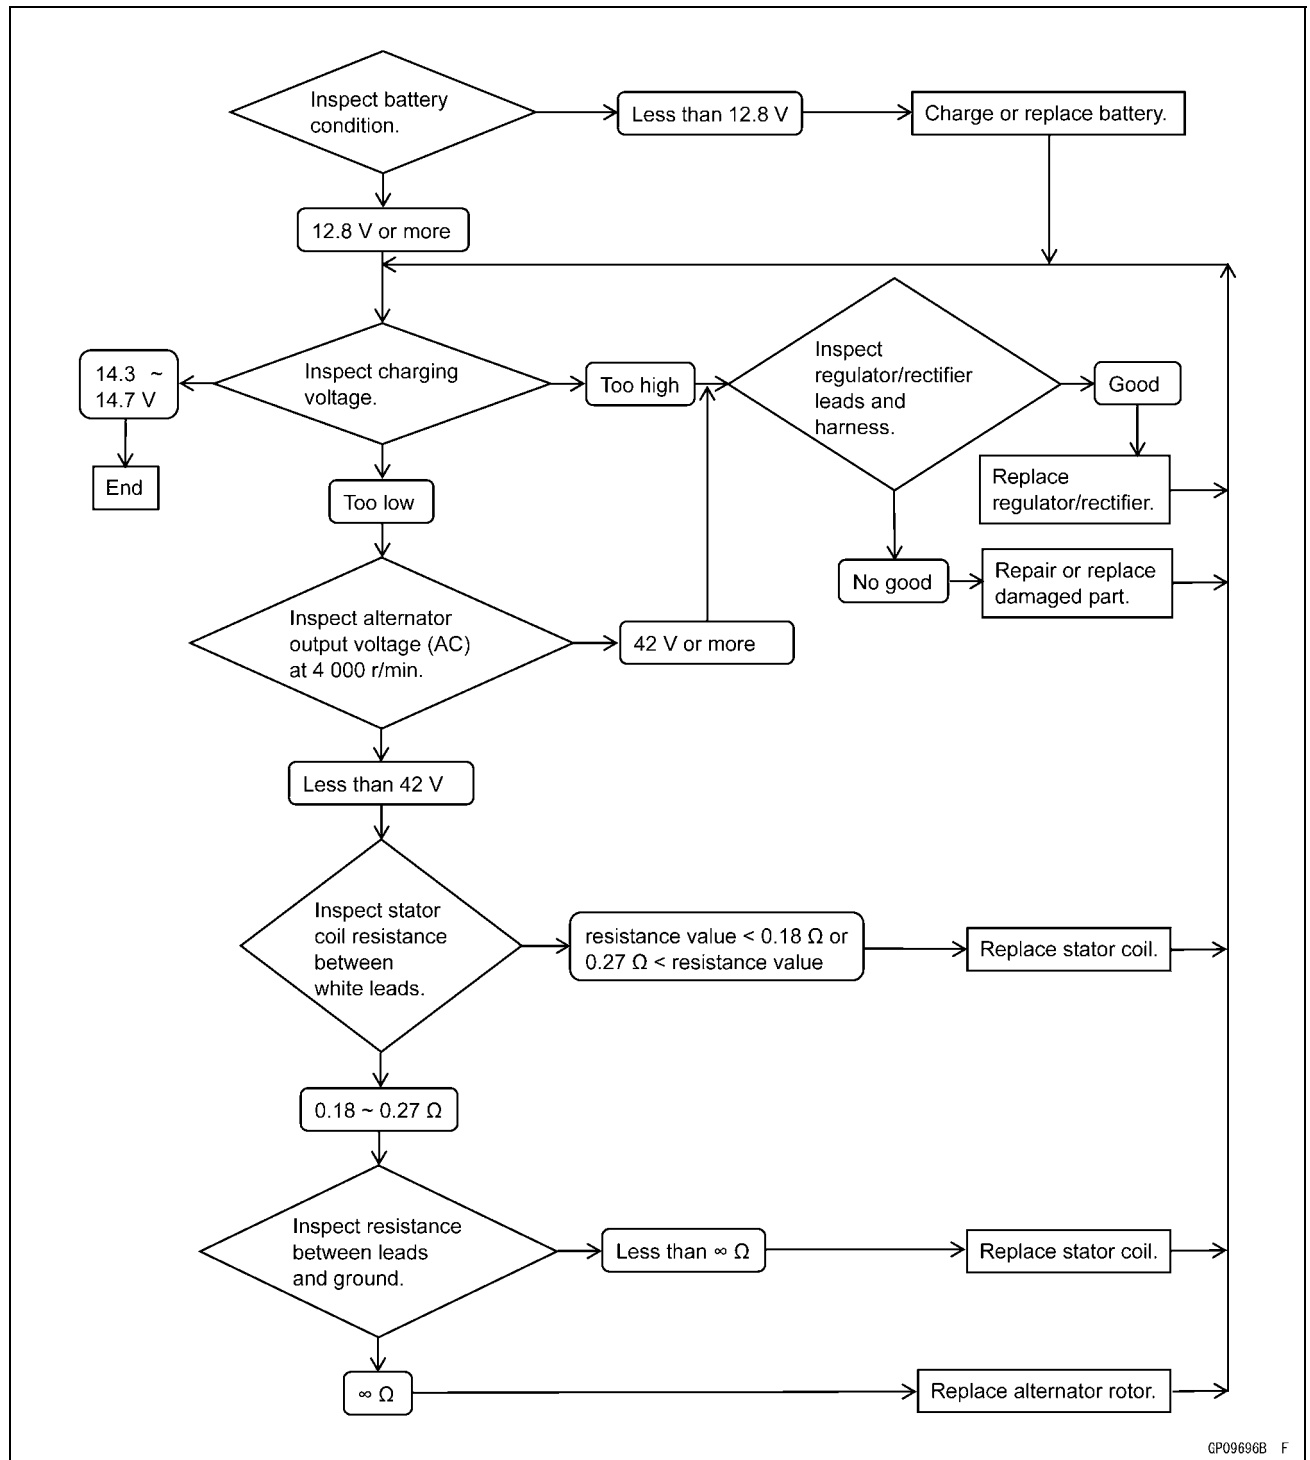 Inspect battery
condition.
Less than 12.8 V
Charge or replace battery.
12.8 V or more
Inspect charging
voltage.
14.3 ~
14.7 V
End
Too high
Inspect
regulator/rectifier
leads and
harness.
Good
Replace
regulator/rectifier.
Too low
No good
Repair or replace
damaged part.
Inspect alternator
output voltage (AC)
at 4 000 r/min.
42 V or more
Less than 42 V
Inspect stator
coil resistance
between
white leads.
resistance value < 0.18 Ω or
0.27 Ω < resistance value
Replace stator coil.
0.18 ~ 0.27 Ω
Inspect resistance
between leads
and ground.
Less than ∞ Ω
Replace stator coil.
∞ Ω
Replace alternator rotor.
GP09696B F